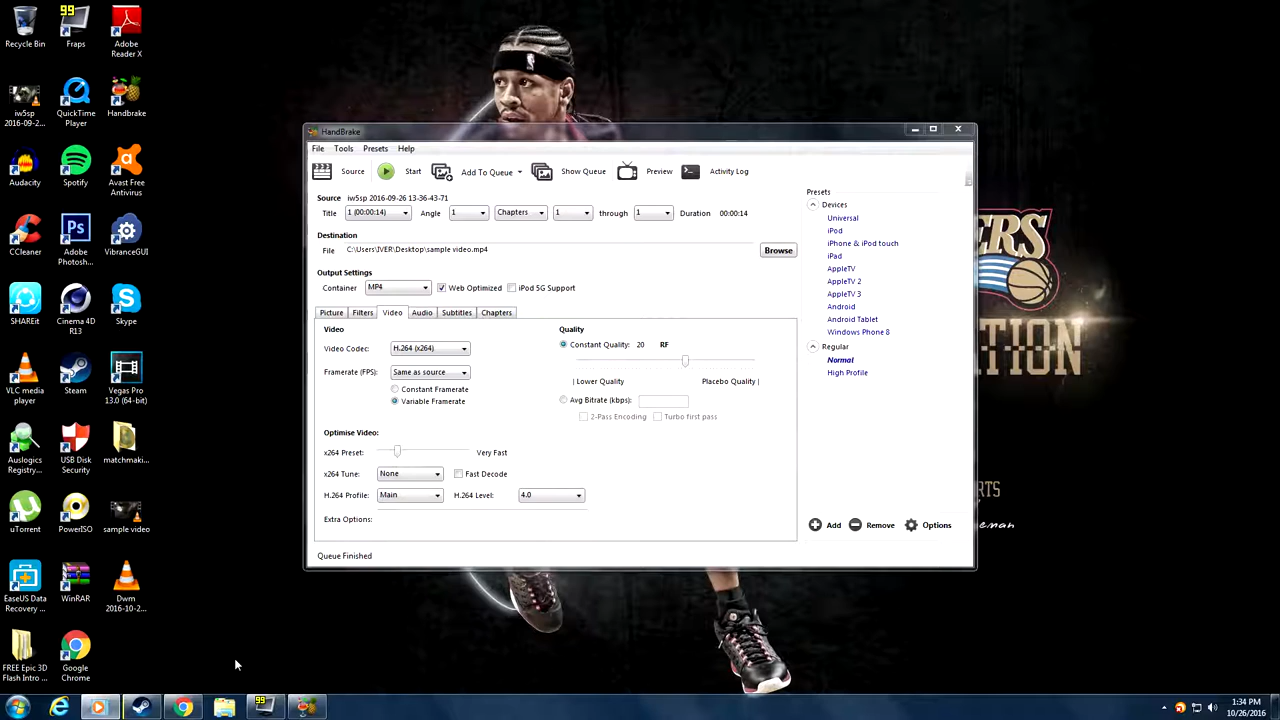 Recycle Bin
99
Fraps
Adobe Reader X
iw5sp 2016-09-2...
QuickTime Player
Handbrake
Audacity
Spotify
Avast Free Antivirus
CCleaner
Ps
Adobe Photosh...
VibranceGUI
SHAREit
Cinema 4D R13
Skype
VLC media player
Steam
Vegas Pro 13.0 (64-bit)
Auslogics Registry...
USB Disk Security
matchmaki...
uTorrent
PowerISO
sample video
EaseUS Data Recovery ...
WinRAR
Dwm 2016-10-2...
FREE Epic 3D Flash Intro ...
Google Chrome
HandBrake
File Tools Presets Help
Source Start Add To Queue Show Queue Preview Activity Log
Source iw5sp 2016-09-26 13-36-43-71
Title 1 (00:00:14) Angle 1 Chapters 1 through 1 Duration 00:00:14
Destination
File C:\Users\IVER\Desktop\sample video.mp4 Browse
Output Settings
Container MP4 Web Optimized iPod 5G Support
Picture Filters Video Audio Subtitles Chapters
Video
Video Codec: H.264 (x264)
Framerate (FPS): Same as source
Constant Framerate
Variable Framerate
Quality
Constant Quality: 20 RF
| Lower Quality Placebo Quality |
Avg Bitrate (kbps):
2-Pass Encoding Turbo first pass
Optimise Video:
x264 Preset: Very Fast
x264 Tune: None Fast Decode
H.264 Profile: Main H.264 Level: 4.0
Extra Options:
Queue Finished
Presets
Devices
Universal
iPod
iPhone & iPod touch
iPad
AppleTV
AppleTV 2
AppleTV 3
Android
Android Tablet
Windows Phone 8
Regular
Normal
High Profile
Add Remove Options
ERS
TION
RTS
eman
99
1:34 PM
10/26/2016